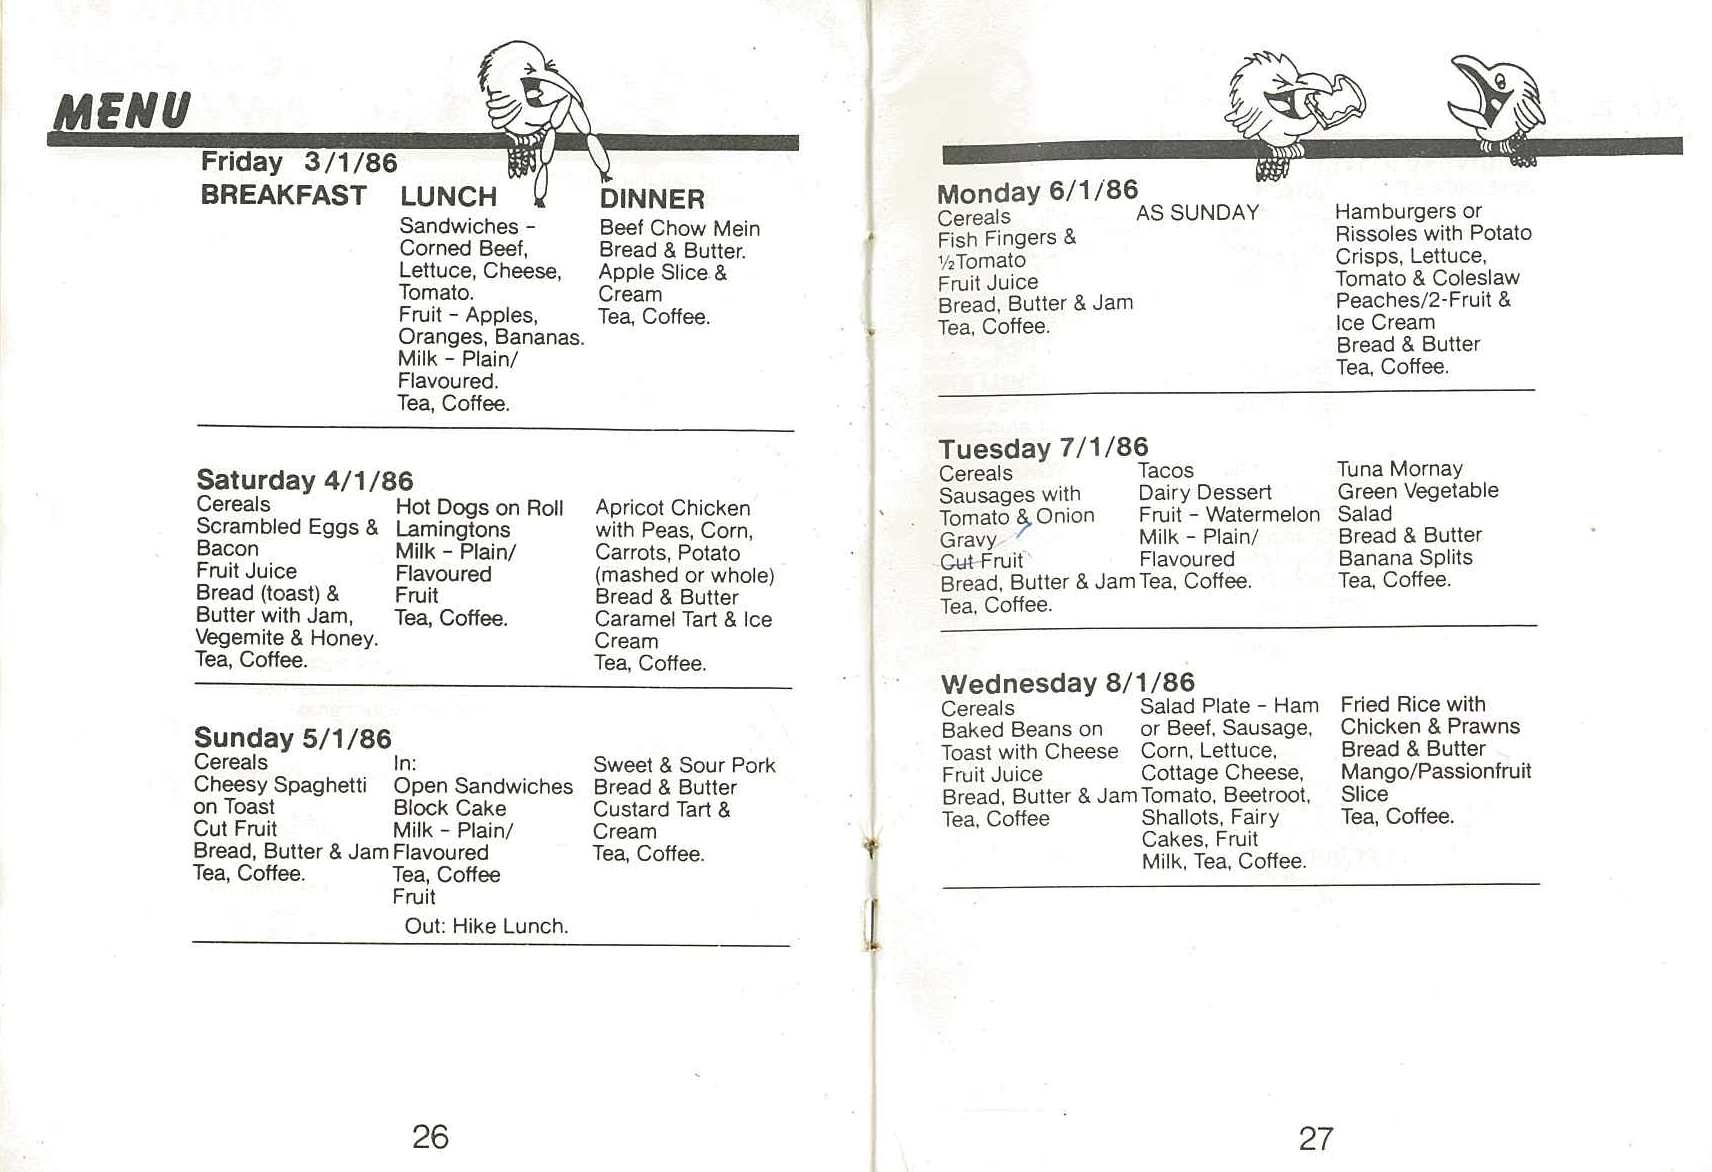 MENU
Friday 3/1/86
BREAKFAST
LUNCH
Sandwiches –
Corned Beef,
Lettuce, Cheese,
Tomato.
Fruit – Apples,
Oranges, Bananas.
Milk – Plain/
Flavoured.
Tea, Coffee.
DINNER
Beef Chow Mein
Bread & Butter.
Apple Slice &
Cream
Tea, Coffee.
Saturday 4/1/86
Cereals
Scrambled Eggs &
Bacon
Fruit Juice
Bread (toast) &
Butter with Jam,
Vegemite & Honey.
Tea, Coffee.
Hot Dogs on Roll
Lamingtons
Milk – Plain/
Flavoured
Fruit
Tea, Coffee.
Apricot Chicken
with Peas, Corn,
Carrots, Potato
(mashed or whole)
Bread & Butter
Caramel Tart & Ice
Cream
Tea, Coffee.
Sunday 5/1/86
Cereals
Cheesy Spaghetti
on Toast
Cut Fruit
Bread, Butter & Jam
Tea, Coffee.
In:
Open Sandwiches
Block Cake
Milk – Plain/
Flavoured
Tea, Coffee
Fruit
Out: Hike Lunch.
Sweet & Sour Pork
Bread & Butter
Custard Tart &
Cream
Tea, Coffee.
26
Monday 6/1/86
Cereals
Fish Fingers &
½Tomato
Fruit Juice
Bread, Butter & Jam
Tea, Coffee.
AS SUNDAY
Hamburgers or
Rissoles with Potato
Crisps, Lettuce,
Tomato & Coleslaw
Peaches/2-Fruit &
Ice Cream
Bread & Butter
Tea, Coffee.
Tuesday 7/1/86
Cereals
Sausages with
Tomato & Onion
Gravy
Cut Fruit
Bread, Butter & Jam
Tea, Coffee.
Tacos
Dairy Dessert
Fruit – Watermelon
Milk – Plain/
Flavoured
Tea, Coffee.
Tuna Mornay
Green Vegetable
Salad
Bread & Butter
Banana Splits
Tea, Coffee.
Wednesday 8/1/86
Cereals
Baked Beans on
Toast with Cheese
Fruit Juice
Bread, Butter & Jam
Tea, Coffee
Salad Plate – Ham
or Beef, Sausage,
Corn, Lettuce,
Cottage Cheese,
Tomato, Beetroot,
Shallots, Fairy
Cakes, Fruit
Milk, Tea, Coffee.
Fried Rice with
Chicken & Prawns
Bread & Butter
Mango/Passionfruit
Slice
Tea, Coffee.
27